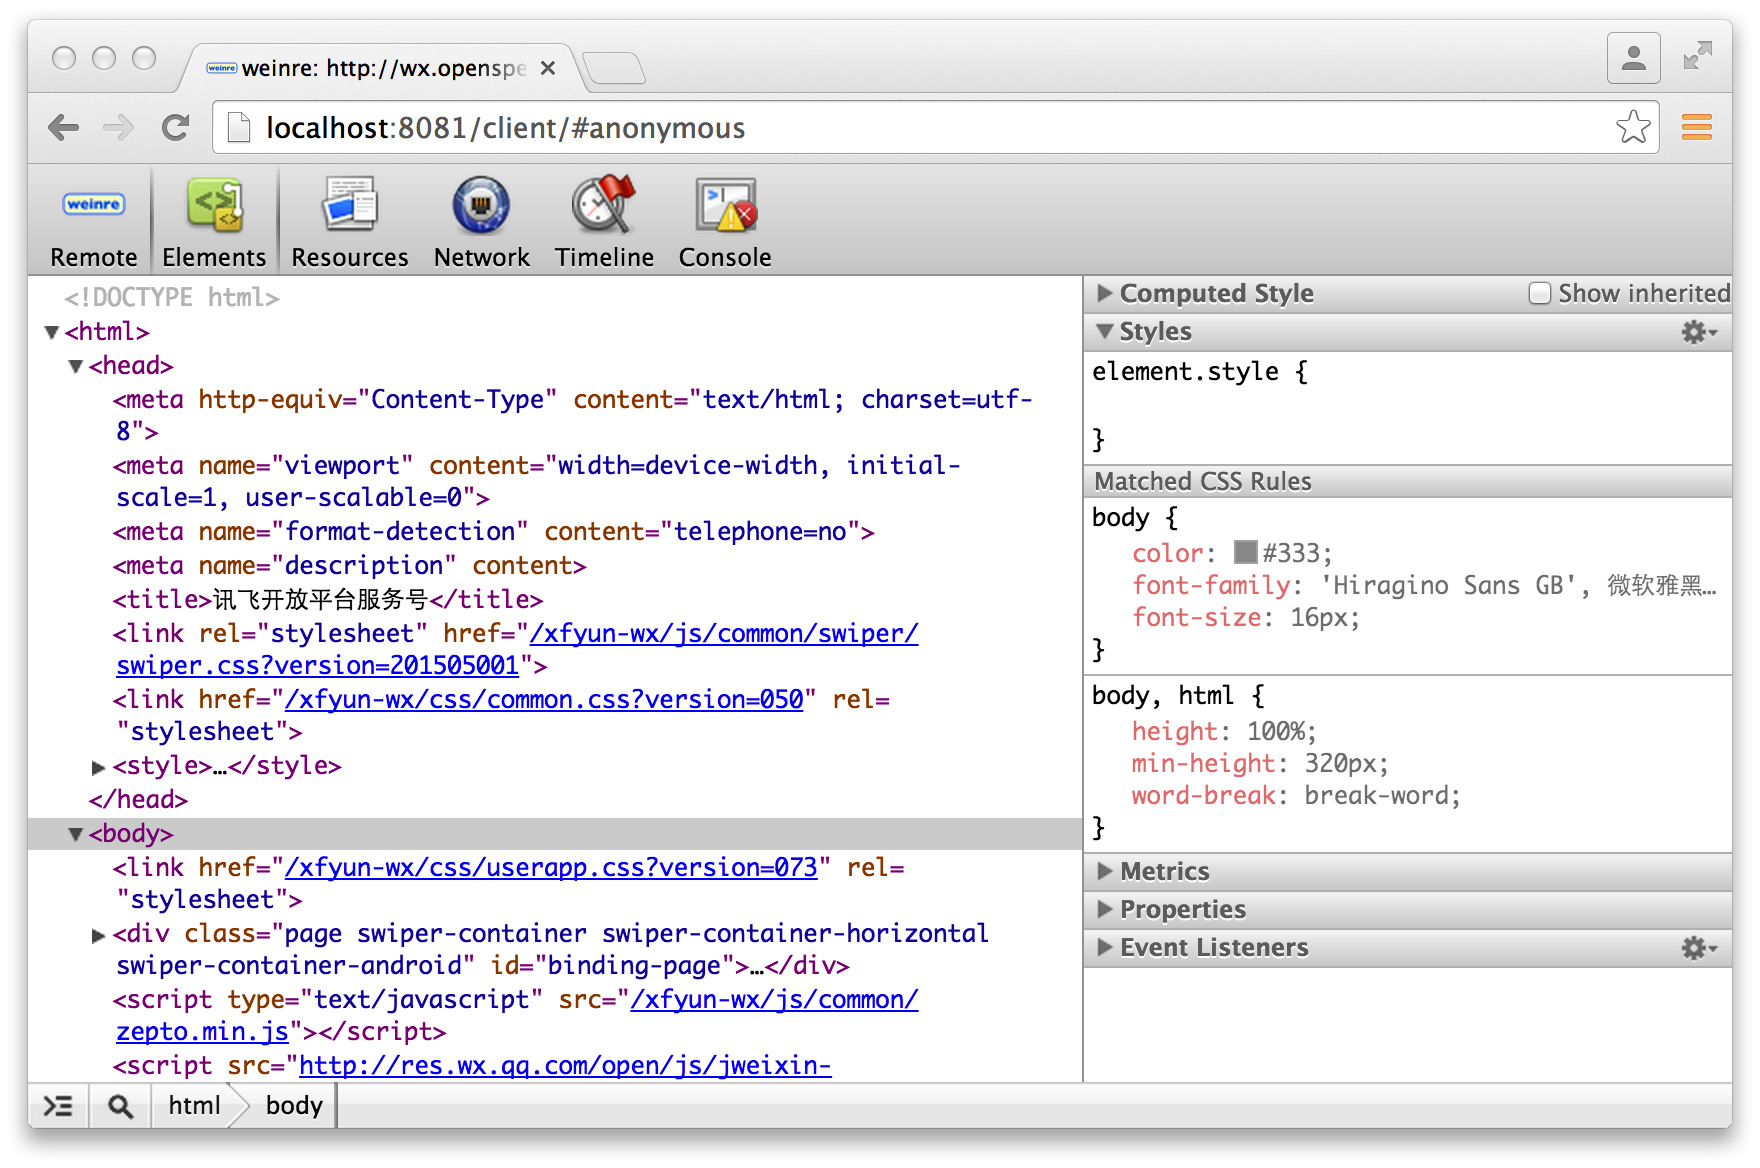 weinre weinre: http://wx.openspe
localhost:8081/client/#anonymous
weinre
Remote Elements Resources Network Timeline Console
<!DOCTYPE html>
<html>
<head>
<meta http-equiv="Content-Type" content="text/html; charset=utf-
8">
<meta name="viewport" content="width=device-width, initial-
scale=1, user-scalable=0">
<meta name="format-detection" content="telephone=no">
<meta name="description" content>
<title>讯飞开放平台服务号</title>
<link rel="stylesheet" href="/xfyun-wx/js/common/swiper/
swiper.css?version=201505001">
<link href="/xfyun-wx/css/common.css?version=050" rel=
"stylesheet">
<style>…</style>
</head>
<body>
<link href="/xfyun-wx/css/userapp.css?version=073" rel=
"stylesheet">
<div class="page swiper-container swiper-container-horizontal
swiper-container-android" id="binding-page">…</div>
<script type="text/javascript" src="/xfyun-wx/js/common/
zepto.min.js"></script>
<script src="http://res.wx.qq.com/open/js/jweixin-
Computed Style Show inherited
Styles
element.style {
}
Matched CSS Rules
body {
color: #333;
font-family: 'Hiragino Sans GB', 微软雅黑…
font-size: 16px;
}
body, html {
height: 100%;
min-height: 320px;
word-break: break-word;
}
Metrics
Properties
Event Listeners
html body